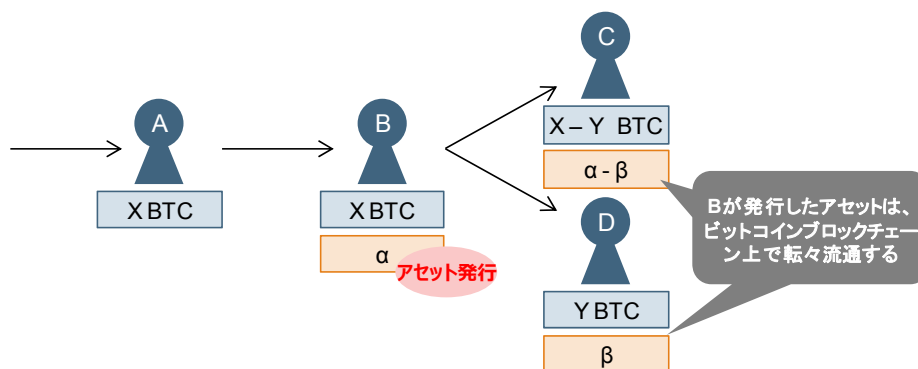 A
X BTC
B
X BTC
α
アセット発行
C
X – Y BTC
α - β
D
Y BTC
β
Bが発行したアセットは、
ビットコインブロックチェー
ン上で転々流通する